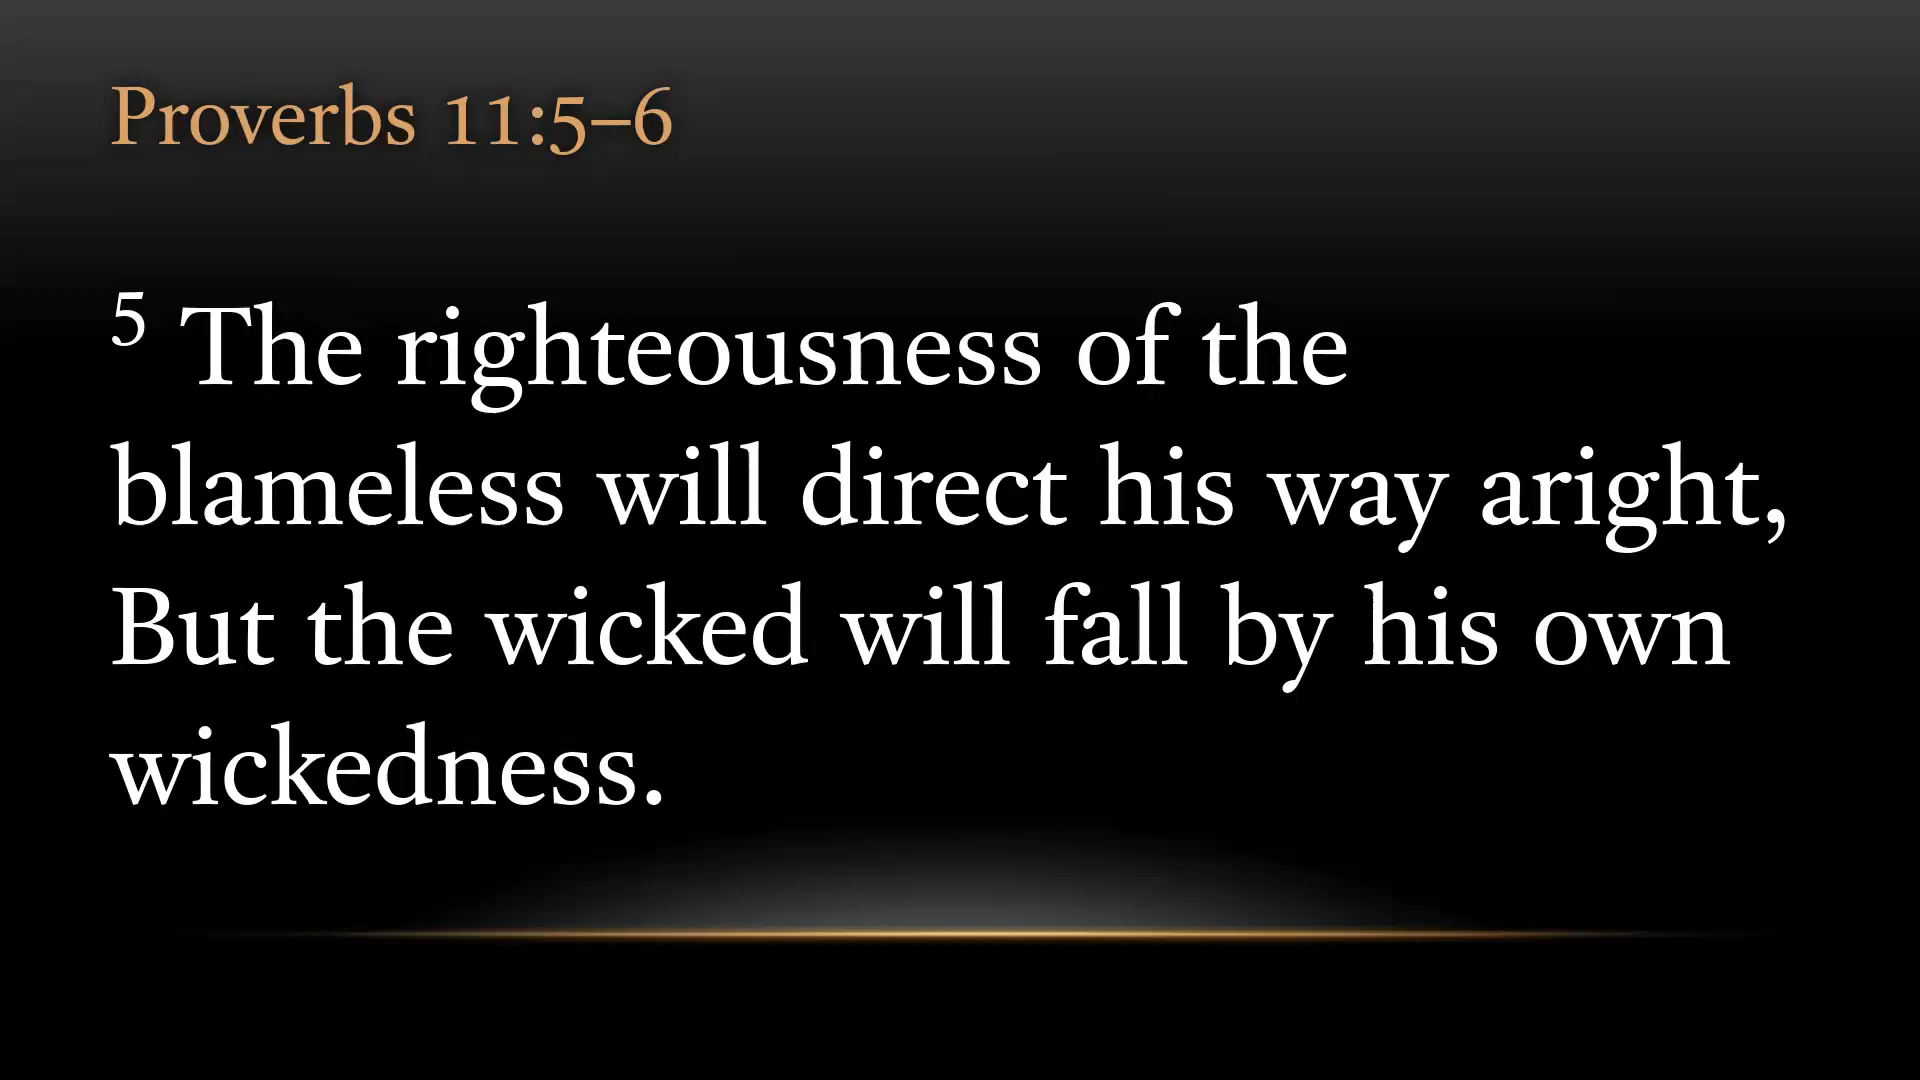 Proverbs 11:5–6
5 The righteousness of the
blameless will direct his way aright,
But the wicked will fall by his own
wickedness.